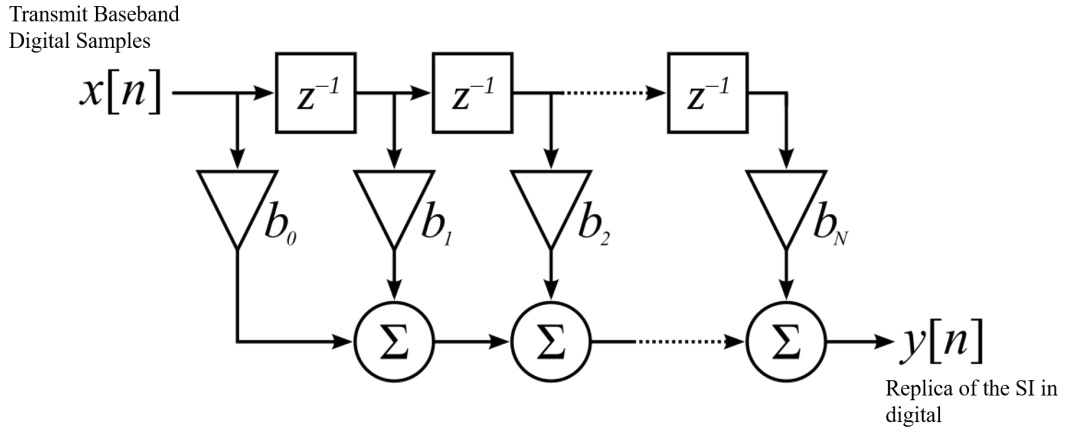 Transmit Baseband
Digital Samples
x[n]
z⁻¹ z⁻¹ z⁻¹
b₀ b₁ b₂ b_N
Σ Σ Σ
y[n]
Replica of the SI in
digital